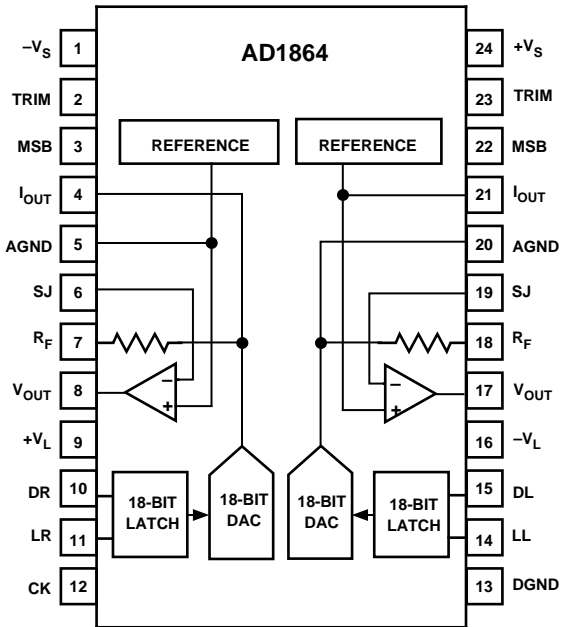 AD1864
–VS 1
24 +VS
TRIM 2
23 TRIM
MSB 3
REFERENCE
REFERENCE
22 MSB
IOUT 4
21 IOUT
AGND 5
20 AGND
SJ 6
19 SJ
RF 7
18 RF
VOUT 8
–
+
–
+
17 VOUT
+VL 9
16 –VL
DR 10
15 DL
18-BIT
LATCH
18-BIT
DAC
18-BIT
DAC
18-BIT
LATCH
LR 11
14 LL
CK 12
13 DGND